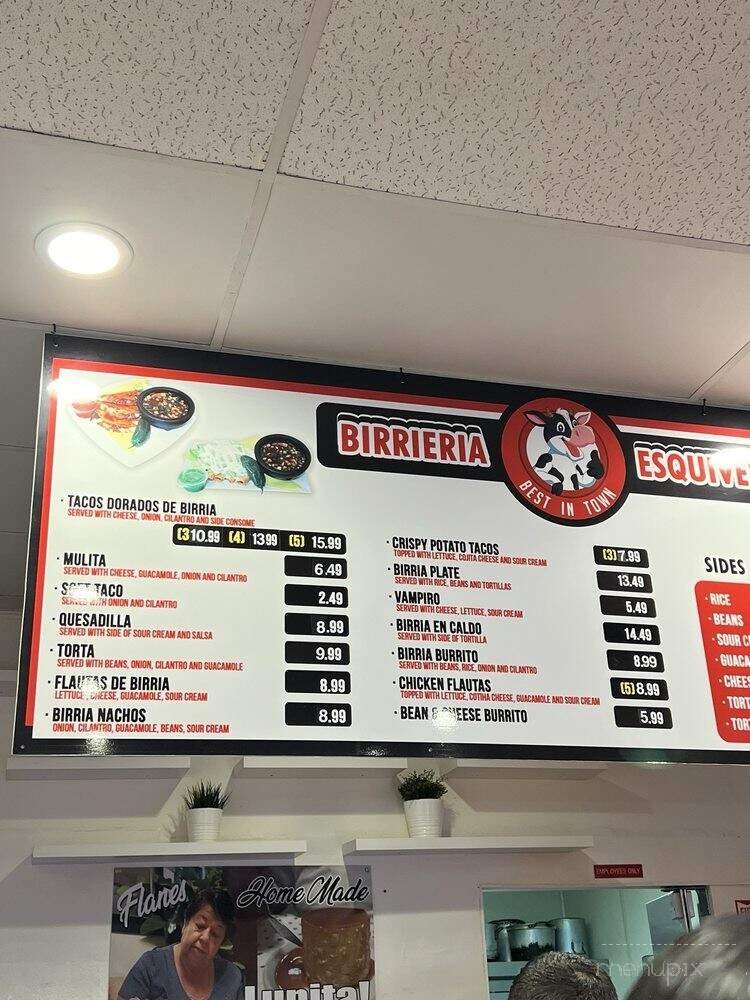 BIRRIERIA
BEST IN TOWN
· TACOS DORADOS DE BIRRIA
SERVED WITH CHEESE, ONION, CILANTRO AND SIDE CONSOME
(3 10.99 (4) 13.99 (5) 15.99
· MULITA 6.49
SERVED WITH CHEESE, GUACAMOLE, ONION AND CILANTRO
· SOFT TACO 2.49
SERVED WITH ONION AND CILANTRO
· QUESADILLA 8.99
SERVED WITH SIDE OF SOUR CREAM AND SALSA
· TORTA 9.99
SERVED WITH BEANS, ONION, CILANTRO AND GUACAMOLE
· FLAUTAS DE BIRRIA 8.99
LETTUCE, CHEESE, GUACAMOLE, SOUR CREAM
· BIRRIA NACHOS 8.99
ONION, CILANTRO, GUACAMOLE, BEANS, SOUR CREAM
· CRISPY POTATO TACOS (3) 7.99
TOPPED WITH LETTUCE, COJITA CHEESE AND SOUR CREAM
· BIRRIA PLATE 13.49
SERVED WITH RICE, BEANS AND TORTILLAS
· VAMPIRO 5.49
SERVED WITH CHEESE, LETTUCE, SOUR CREAM
· BIRRIA EN CALDO 14.49
SERVED WITH SIDE OF TORTILLA
· BIRRIA BURRITO 8.99
SERVED WITH BEANS, RICE, ONION AND CILANTRO
· CHICKEN FLAUTAS (5) 8.99
TOPPED WITH LETTUCE, COTIHA CHEESE, GUACAMOLE AND SOUR CREAM
· BEAN & CHEESE BURRITO 5.99
SIDES
· RICE
· BEANS
· SOUR
Flanes
Home Made
Lupita!
EMPLOYEES ONLY
menupix